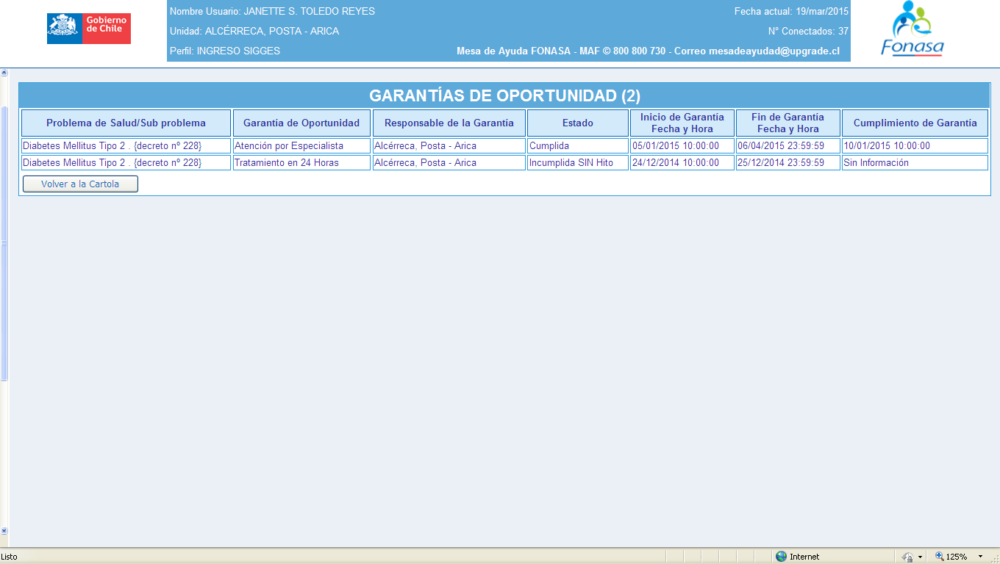 Gobierno
de Chile
Nombre Usuario: JANETTE S. TOLEDO REYES
Fecha actual: 19/mar/2015
Unidad: ALCÉRRECA, POSTA - ARICA
N° Conectados: 37
Perfil: INGRESO SIGGES
Mesa de Ayuda FONASA - MAF © 800 800 730 - Correo mesadeayudad@upgrade.cl
Fonasa
GARANTÍAS DE OPORTUNIDAD (2)
Problema de Salud/Sub problema Garantía de Oportunidad Responsable de la Garantía Estado Inicio de Garantía Fecha y Hora Fin de Garantía Fecha y Hora Cumplimiento de Garantía
Diabetes Mellitus Tipo 2 . {decreto nº 228} Atención por Especialista Alcérreca, Posta - Arica Cumplida 05/01/2015 10:00:00 06/04/2015 23:59:59 10/01/2015 10:00:00
Diabetes Mellitus Tipo 2 . {decreto nº 228} Tratamiento en 24 Horas Alcérreca, Posta - Arica Incumplida SIN Hito 24/12/2014 10:00:00 25/12/2014 23:59:59 Sin Información
Volver a la Cartola
Listo
Internet
125%